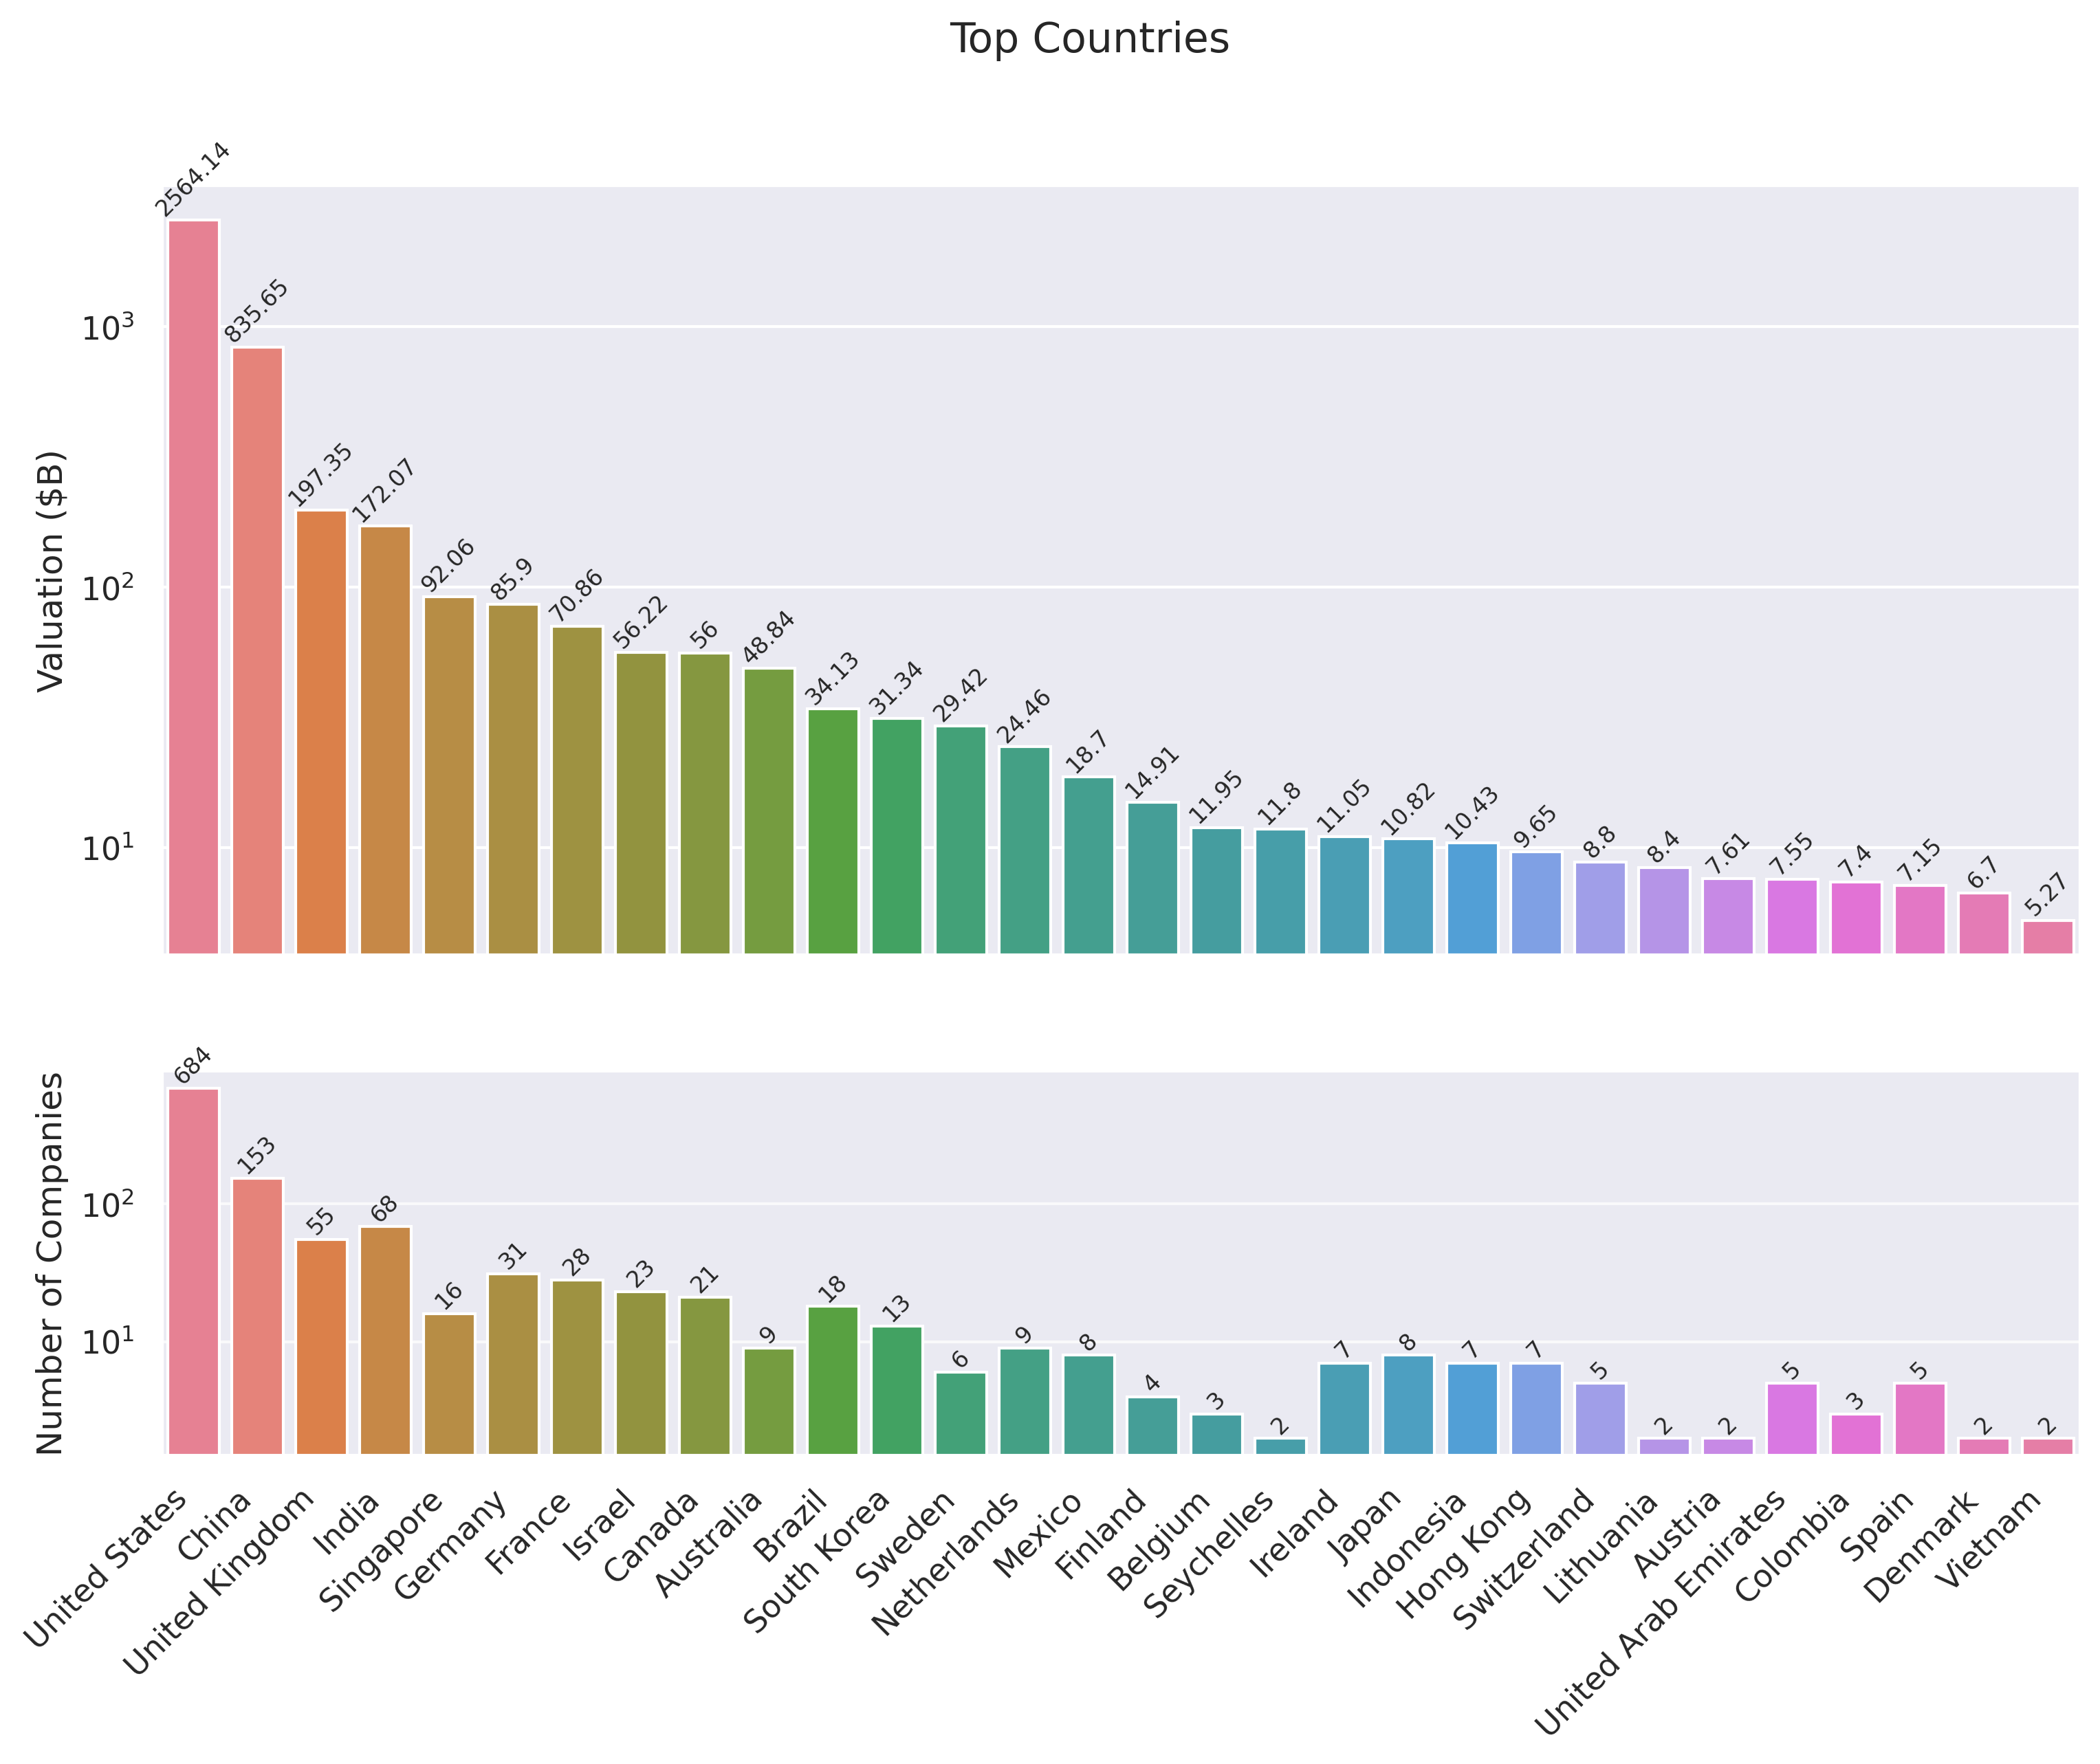 Top Countries
Valuation ($B)
10³
10²
10¹
2564.14
835.65
197.35
172.07
92.06
85.9
70.86
56.22
56
48.84
34.13
31.34
29.42
24.46
18.7
14.91
11.95
11.8
11.05
10.82
10.43
9.65
8.8
8.4
7.61
7.55
7.4
7.15
6.7
5.27
Number of Companies
10²
10¹
684
153
55
68
16
31
28
23
21
9
18
13
6
9
8
4
3
2
7
8
7
7
5
2
2
5
3
5
2
2
United States
China
United Kingdom
India
Singapore
Germany
France
Israel
Canada
Australia
Brazil
South Korea
Sweden
Netherlands
Mexico
Finland
Belgium
Seychelles
Ireland
Japan
Indonesia
Hong Kong
Switzerland
Lithuania
Austria
United Arab Emirates
Colombia
Spain
Denmark
Vietnam